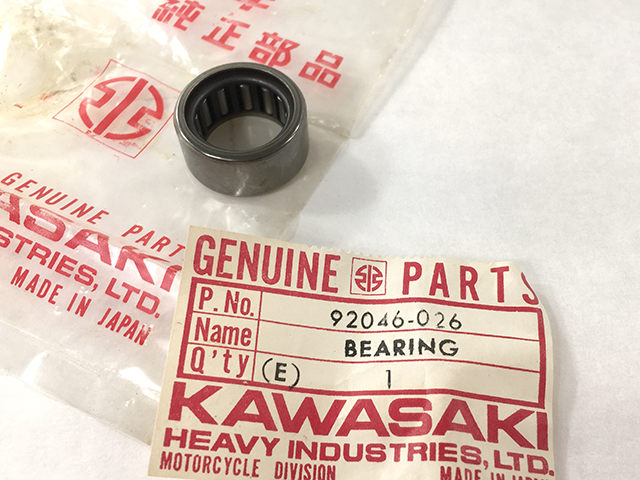 純正部品
GENUINE PARTS
KAWASAKI
INDUSTRIES, LTD.
MADE IN JAPAN
GENUINE PARTS
P. No. 92046-026
Name BEARING
Q'ty (E) 1
KAWASAKI
HEAVY INDUSTRIES, LTD.
MOTORCYCLE DIVISION MADE IN JAPAN